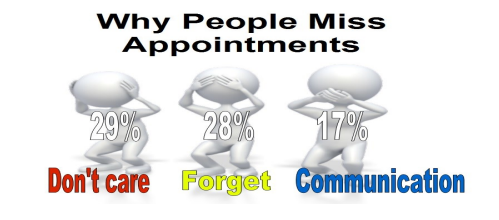 Why People Miss
Appointments
29% 28% 17%
Don't care Forget Communication